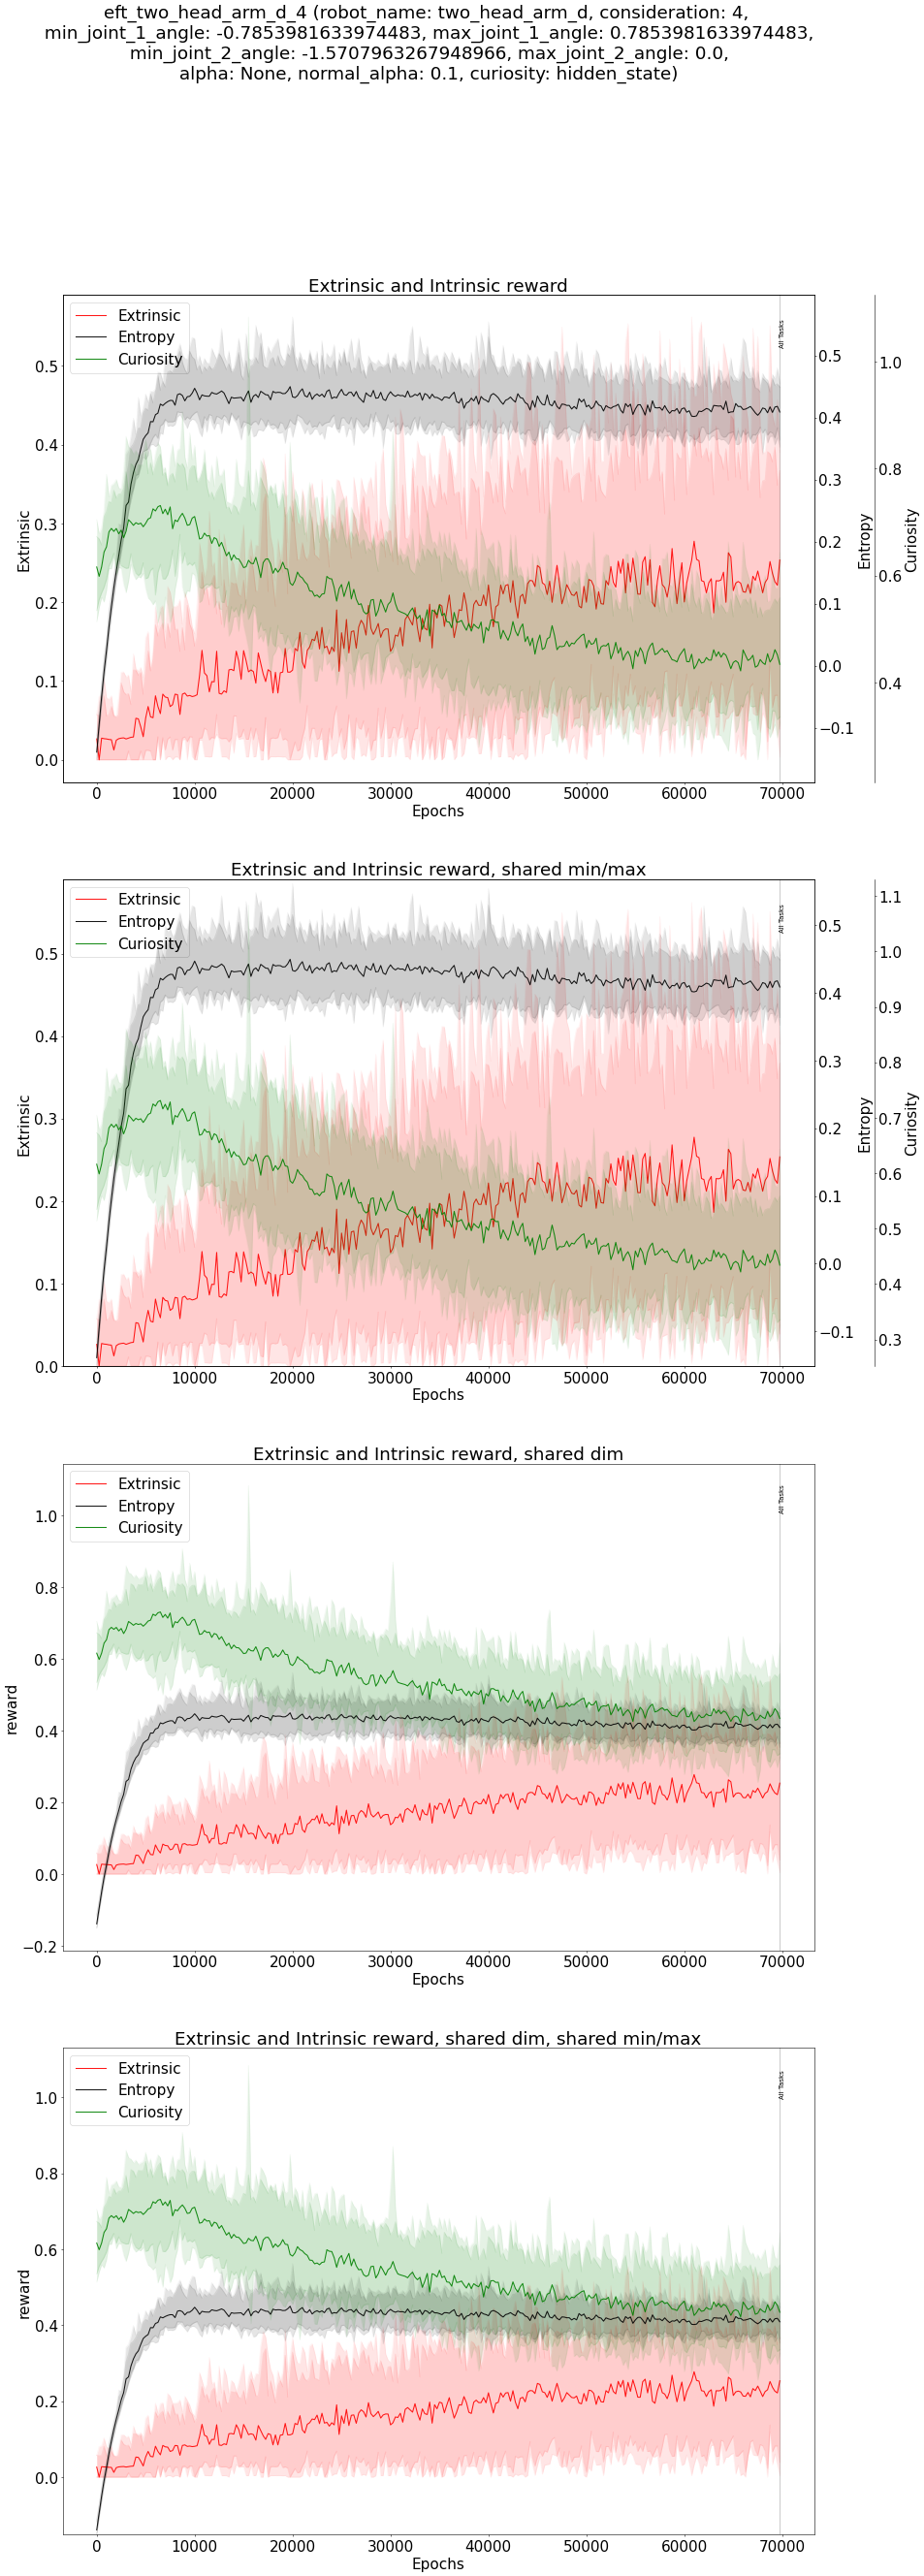 eft_two_head_arm_d_4 (robot_name: two_head_arm_d, consideration: 4,
min_joint_1_angle: -0.7853981633974483, max_joint_1_angle: 0.7853981633974483,
min_joint_2_angle: -1.5707963267948966, max_joint_2_angle: 0.0,
alpha: None, normal_alpha: 0.1, curiosity: hidden_state)
Extrinsic and Intrinsic reward
Extrinsic
Entropy
Curiosity
All Tasks
0.5
0.4
0.3
0.2
0.1
0.0
Extrinsic
0.5
0.4
0.3
0.2
0.1
0.0
−0.1
Entropy
1.0
0.8
0.6
0.4
Curiosity
0 10000 20000 30000 40000 50000 60000 70000
Epochs
Extrinsic and Intrinsic reward, shared min/max
Extrinsic
Entropy
Curiosity
All Tasks
0.5
0.4
0.3
0.2
0.1
0.0
Extrinsic
0.5
0.4
0.3
0.2
0.1
0.0
−0.1
Entropy
1.1
1.0
0.9
0.8
0.7
0.6
0.5
0.4
0.3
Curiosity
0 10000 20000 30000 40000 50000 60000 70000
Epochs
Extrinsic and Intrinsic reward, shared dim
Extrinsic
Entropy
Curiosity
All Tasks
1.0
0.8
0.6
0.4
0.2
0.0
−0.2
reward
0 10000 20000 30000 40000 50000 60000 70000
Epochs
Extrinsic and Intrinsic reward, shared dim, shared min/max
Extrinsic
Entropy
Curiosity
All Tasks
1.0
0.8
0.6
0.4
0.2
0.0
reward
0 10000 20000 30000 40000 50000 60000 70000
Epochs